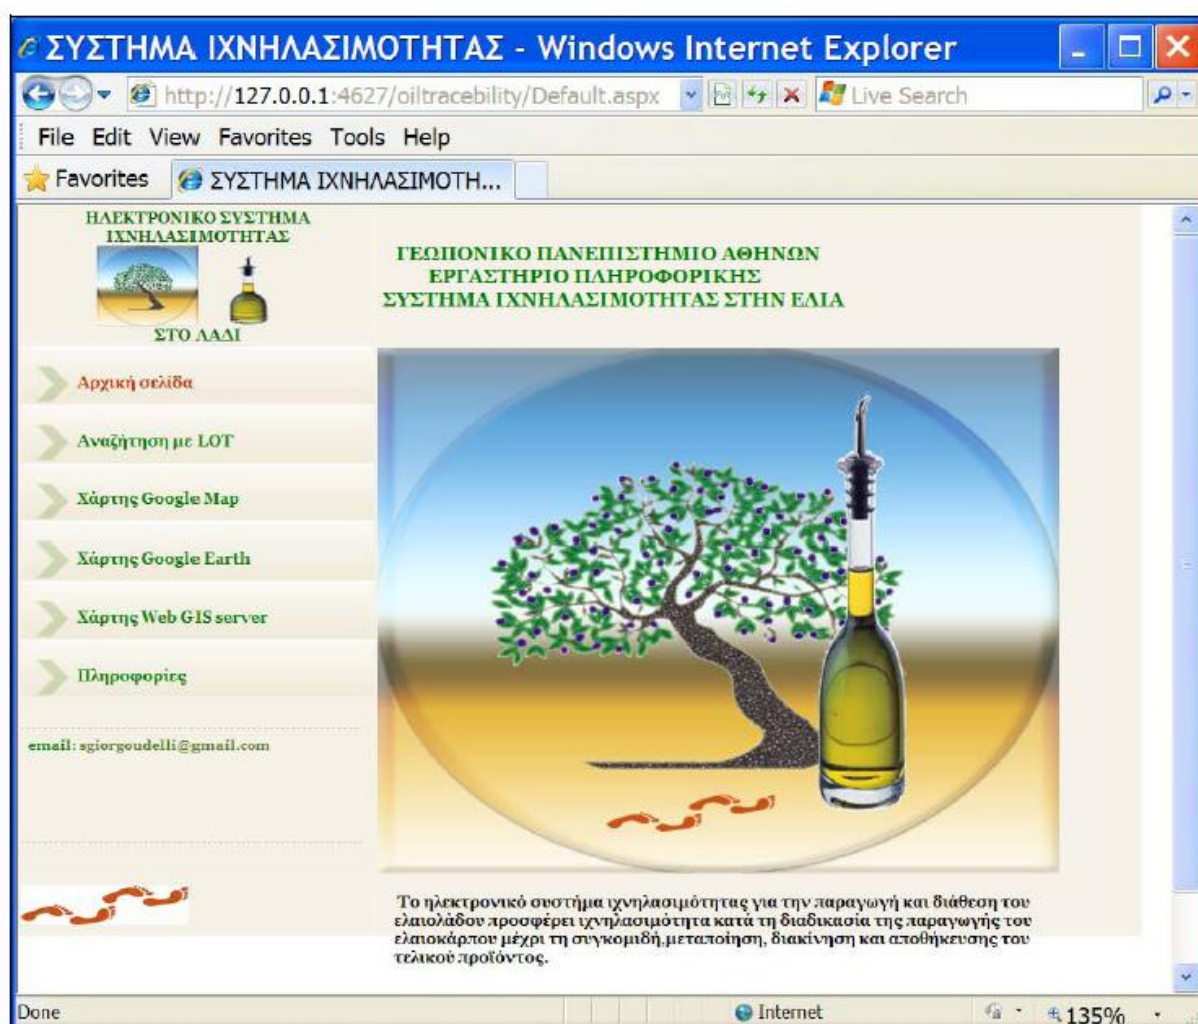 ΣΥΣΤΗΜΑ ΙΧΝΗΛΑΣΙΜΟΤΗΤΑΣ - Windows Internet Explorer
http://127.0.0.1:4627/oiltracebility/Default.aspx
Live Search
File Edit View Favorites Tools Help
Favorites
ΣΥΣΤΗΜΑ ΙΧΝΗΛΑΣΙΜΟΤΗ...
ΗΛΕΚΤΡΟΝΙΚΟ ΣΥΣΤΗΜΑ
ΙΧΝΗΛΑΣΙΜΟΤΗΤΑΣ
ΣΤΟ ΛΑΔΙ
Αρχική σελίδα
Αναζήτηση με LOT
Χάρτης Google Map
Χάρτης Google Earth
Χάρτης Web GIS server
Πληροφορίες
email: sgiorgoudelli@gmail.com
ΓΕΩΠΟΝΙΚΟ ΠΑΝΕΠΙΣΤΗΜΙΟ ΑΘΗΝΩΝ
ΕΡΓΑΣΤΗΡΙΟ ΠΛΗΡΟΦΟΡΙΚΗΣ
ΣΥΣΤΗΜΑ ΙΧΝΗΛΑΣΙΜΟΤΗΤΑΣ ΣΤΗΝ ΕΛΙΑ
Το ηλεκτρονικό συστήμα ιχνηλασιμότητας για την παραγωγή και διάθεση του
ελαιολάδου προσφέρει ιχνηλασιμότητα κατά τη διαδικασία της παραγωγής του
ελαιοκάρπου μέχρι τη συγκομιδή,μεταποίηση, διακίνηση και αποθήκευσης του
τελικού προϊόντος.
Done
Internet
135%